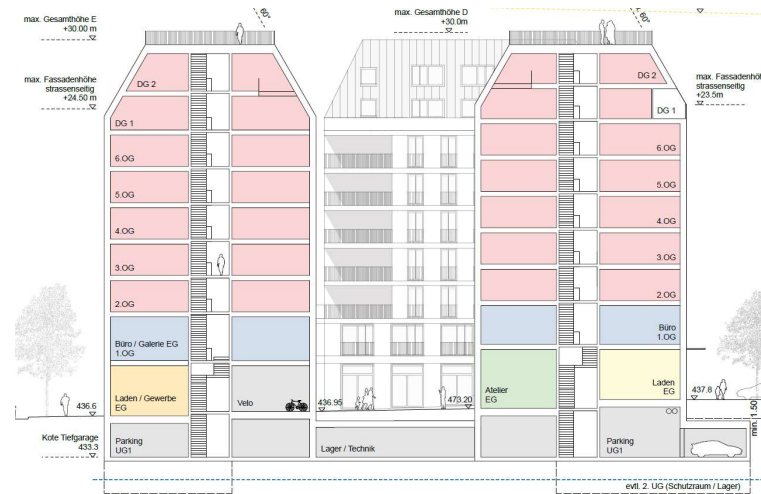 max. Gesamthöhe E
+30.00 m
60°
max. Gesamthöhe D
+30.0m
60°
max. Fassadenhöhe
strassenseitig
+24.50 m
max. Fassadenhöh
strassenseitig
+23.5m
DG 2
DG 1
6.OG
5.OG
4.OG
3.OG
2.OG
Büro / Galerie EG
1.OG
Laden / Gewerbe
EG
Velo
Parking
UG1
DG 2
DG 1
6.OG
5.OG
4.OG
3.OG
2.OG
Büro
1.OG
Atelier
EG
Laden
EG
Parking
UG1
436.6
436.95
473.20
437.8
Kote Tiefgarage
433.3
Lager / Technik
min. 1.50
evtl. 2. UG (Schutzraum / Lager)